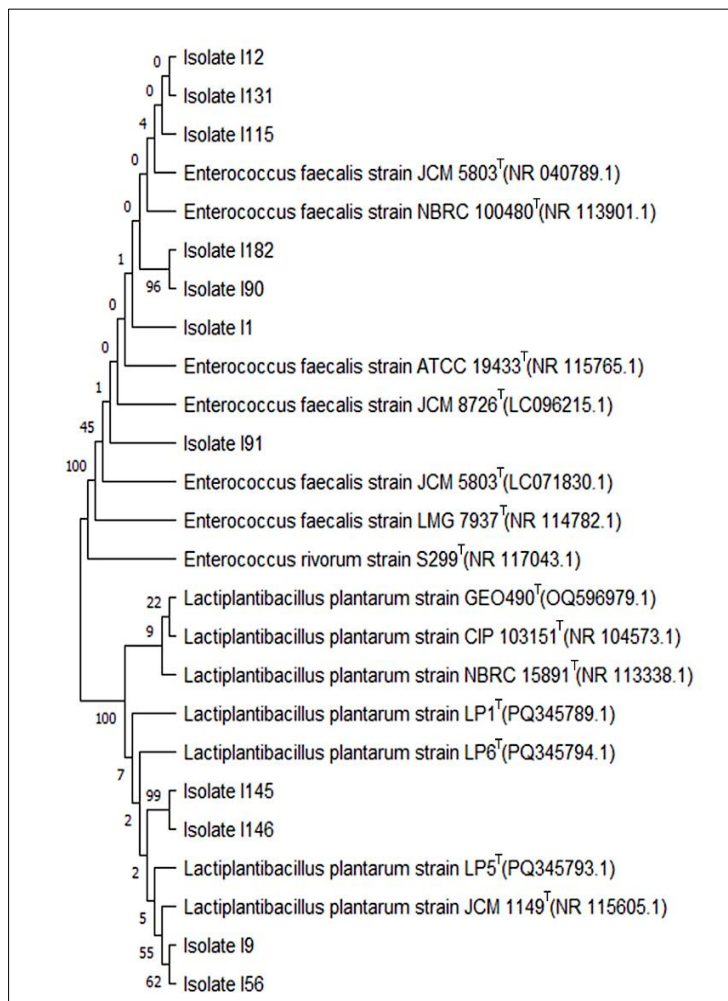 0
Isolate I12
0
Isolate I131
4
Isolate I115
0
Enterococcus faecalis strain JCM 5803ᵀ(NR 040789.1)
0
Enterococcus faecalis strain NBRC 100480ᵀ(NR 113901.1)
1
Isolate I182
96
Isolate I90
0
Isolate I1
0
Enterococcus faecalis strain ATCC 19433ᵀ(NR 115765.1)
1
Enterococcus faecalis strain JCM 8726ᵀ(LC096215.1)
45
Isolate I91
100
Enterococcus faecalis strain JCM 5803ᵀ(LC071830.1)
Enterococcus faecalis strain LMG 7937ᵀ(NR 114782.1)
Enterococcus rivorum strain S299ᵀ(NR 117043.1)
22
Lactiplantibacillus plantarum strain GEO490ᵀ(OQ596979.1)
9
Lactiplantibacillus plantarum strain CIP 103151ᵀ(NR 104573.1)
Lactiplantibacillus plantarum strain NBRC 15891ᵀ(NR 113338.1)
100
Lactiplantibacillus plantarum strain LP1ᵀ(PQ345789.1)
7
Lactiplantibacillus plantarum strain LP6ᵀ(PQ345794.1)
99
Isolate I145
2
Isolate I146
2
Lactiplantibacillus plantarum strain LP5ᵀ(PQ345793.1)
5
Lactiplantibacillus plantarum strain JCM 1149ᵀ(NR 115605.1)
55
Isolate I9
62
Isolate I56